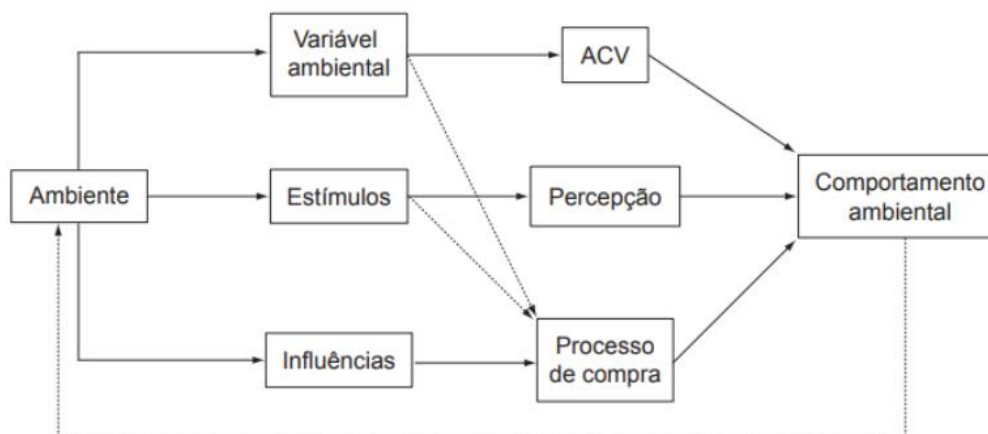 Variável
ambiental
ACV
Ambiente
Estímulos
Percepção
Comportamento
ambiental
Influências
Processo
de compra